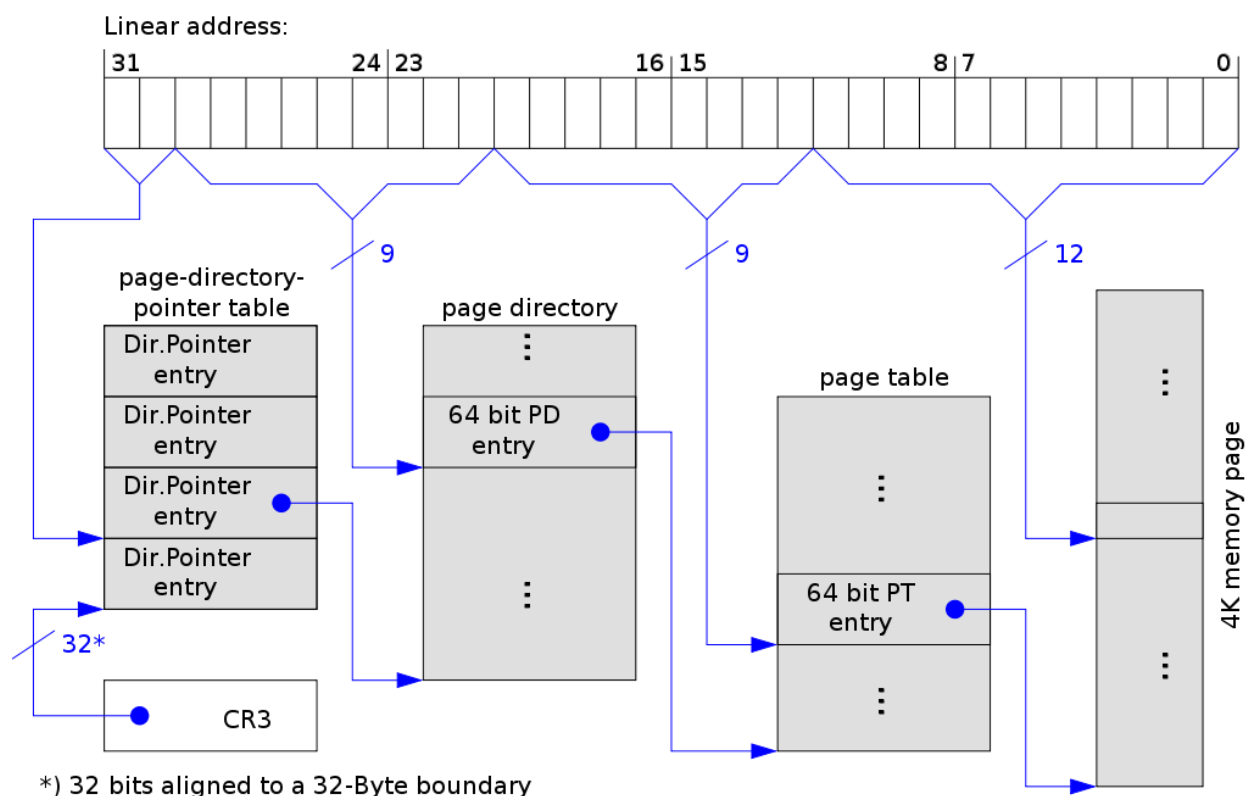 Linear address:
31 24 23 16 15 8 7 0
9 9 12
page-directory-
pointer table
page directory
page table
Dir.Pointer
entry
Dir.Pointer
entry
Dir.Pointer
entry
Dir.Pointer
entry
⋮
64 bit PD
entry
⋮
⋮
64 bit PT
entry
⋮
⋮
⋮
4K memory page
32*
CR3
*) 32 bits aligned to a 32-Byte boundary